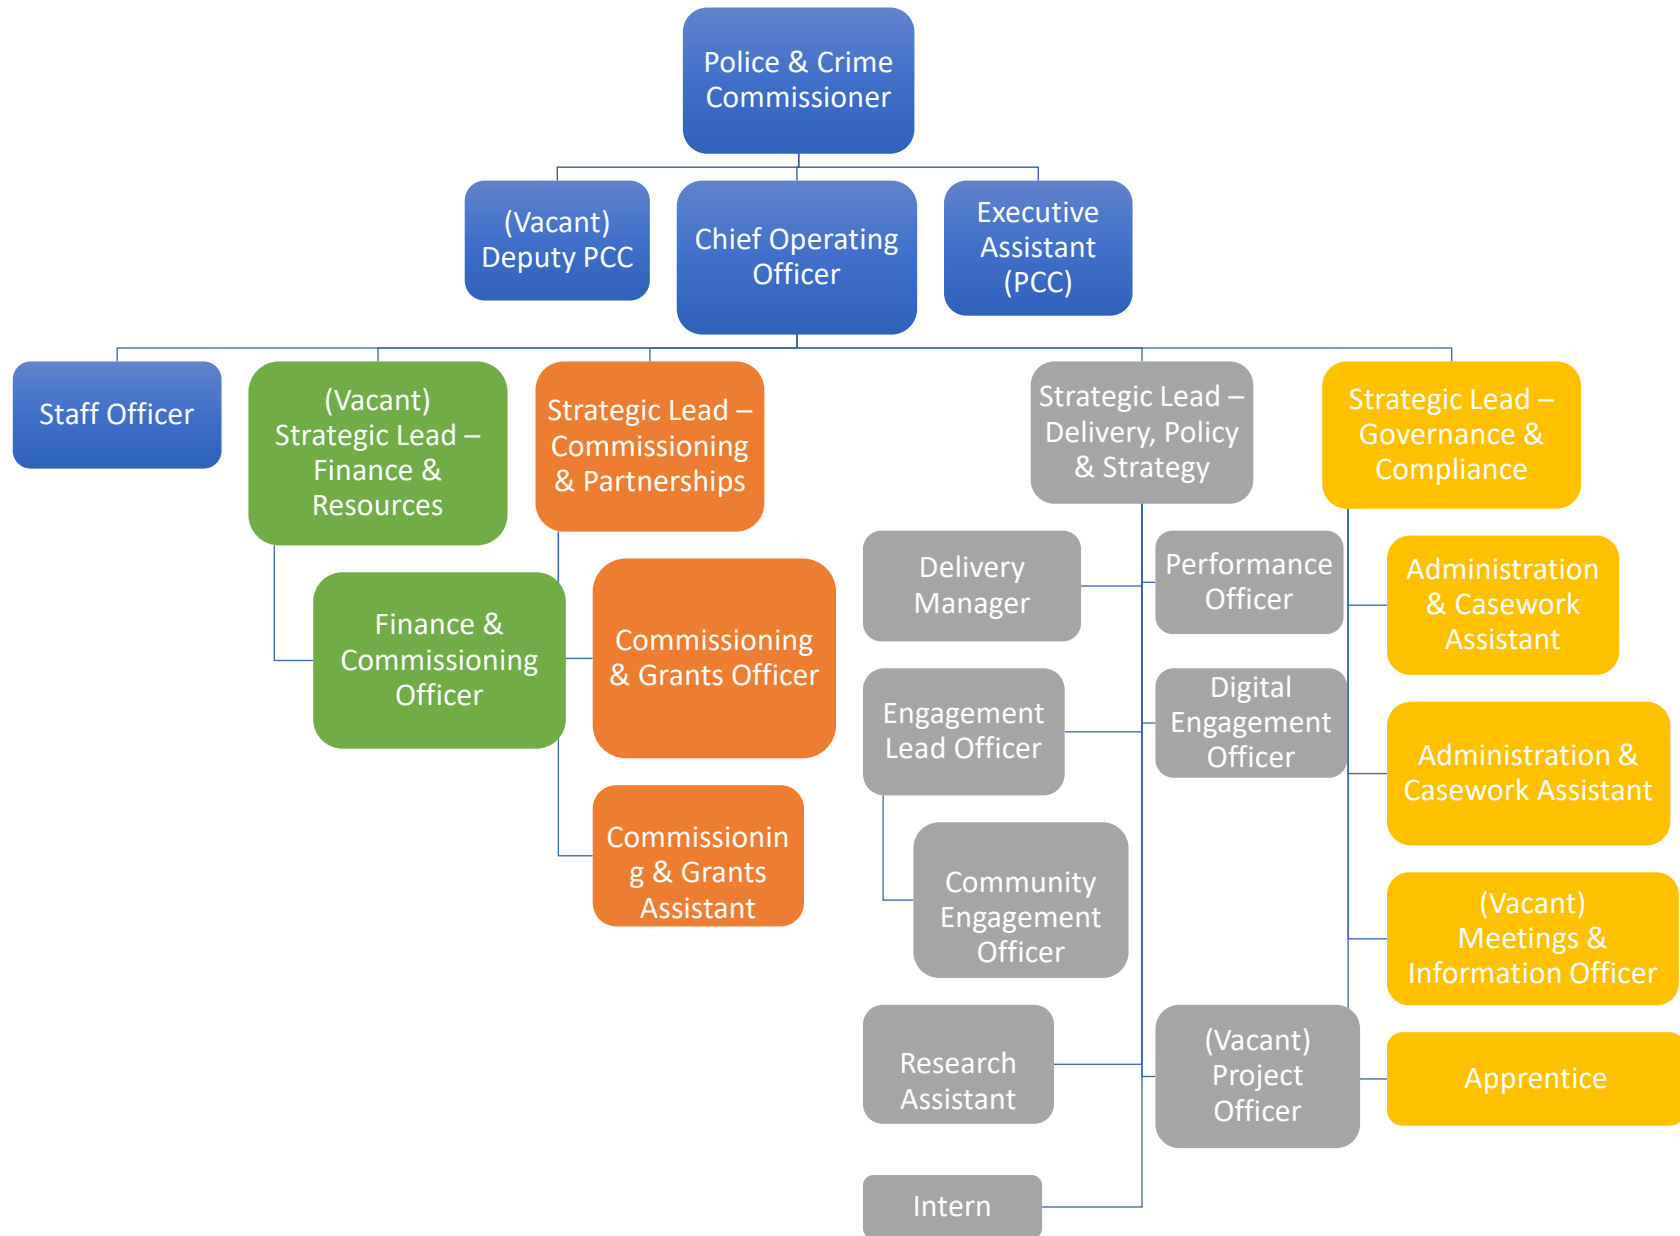 Police & Crime
Commissioner
(Vacant)
Deputy PCC
Chief Operating
Officer
Executive
Assistant
(PCC)
Staff Officer
(Vacant)
Strategic Lead –
Finance &
Resources
Strategic Lead –
Commissioning
& Partnerships
Strategic Lead –
Delivery, Policy
& Strategy
Strategic Lead –
Governance &
Compliance
Finance &
Commissioning
Officer
Commissioning
& Grants Officer
Commissionin
g & Grants
Assistant
Delivery
Manager
Performance
Officer
Engagement
Lead Officer
Digital
Engagement
Officer
Community
Engagement
Officer
Research
Assistant
(Vacant)
Project
Officer
Intern
Administration
& Casework
Assistant
Administration &
Casework Assistant
(Vacant)
Meetings &
Information Officer
Apprentice